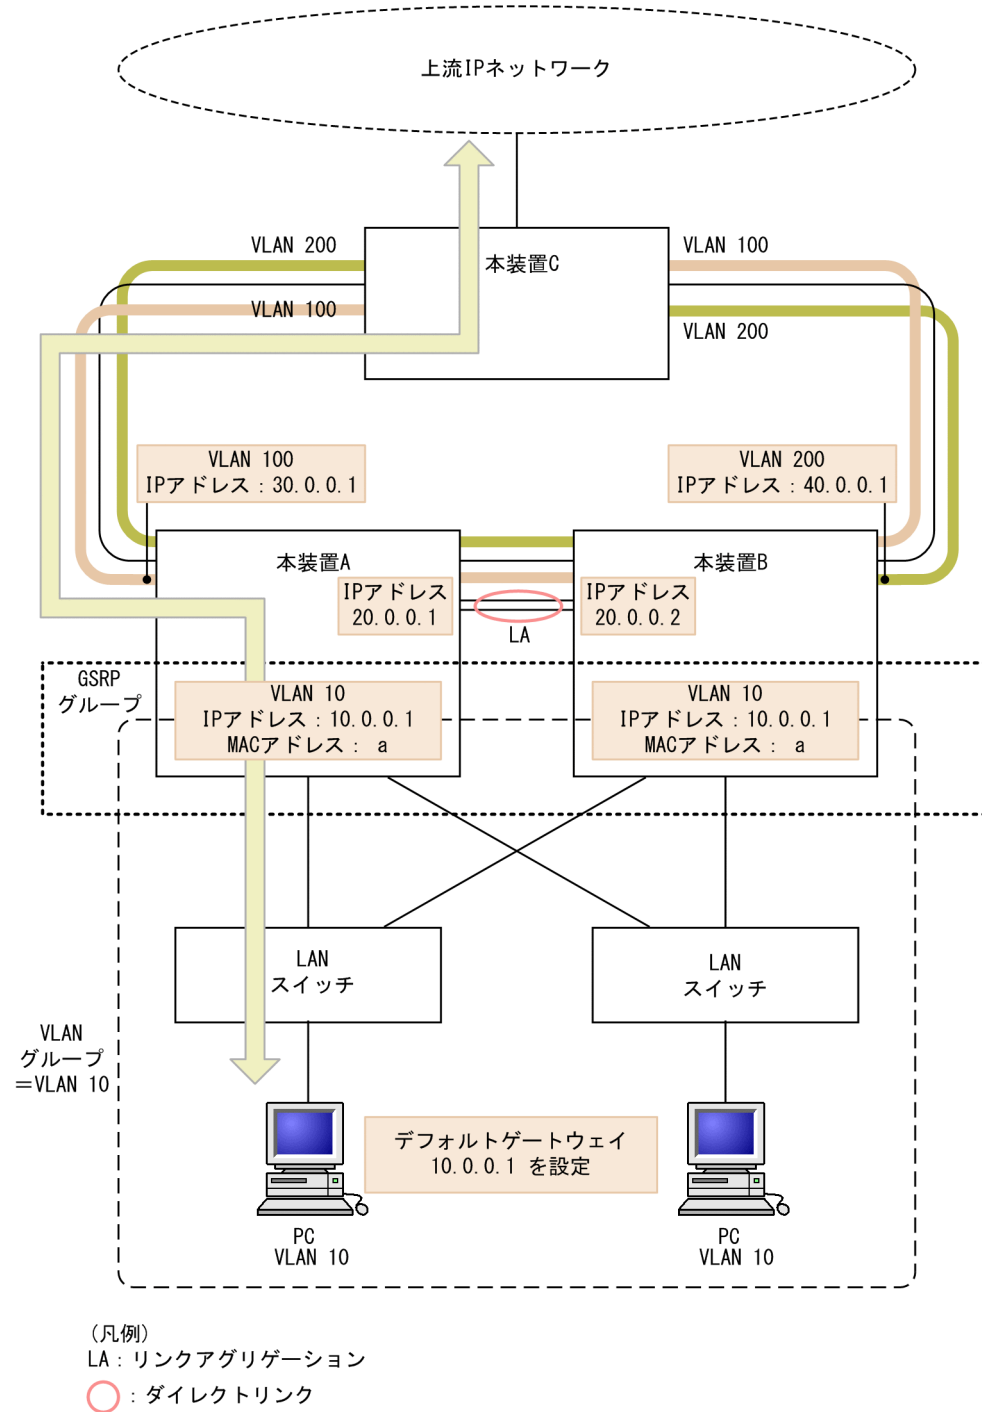 上流IPネットワーク
VLAN 200
VLAN 100
本装置C
VLAN 100
VLAN 200
VLAN 100
IPアドレス：30.0.0.1
VLAN 200
IPアドレス：40.0.0.1
本装置A
本装置B
IPアドレス
20.0.0.1
IPアドレス
20.0.0.2
LA
GSRP
グループ
VLAN 10
IPアドレス：10.0.0.1
MACアドレス： a
VLAN 10
IPアドレス：10.0.0.1
MACアドレス： a
LAN
スイッチ
LAN
スイッチ
VLAN
グループ
＝VLAN 10
デフォルトゲートウェイ
10.0.0.1 を設定
PC
VLAN 10
PC
VLAN 10
（凡例）
LA：リンクアグリゲーション
：ダイレクトリンク